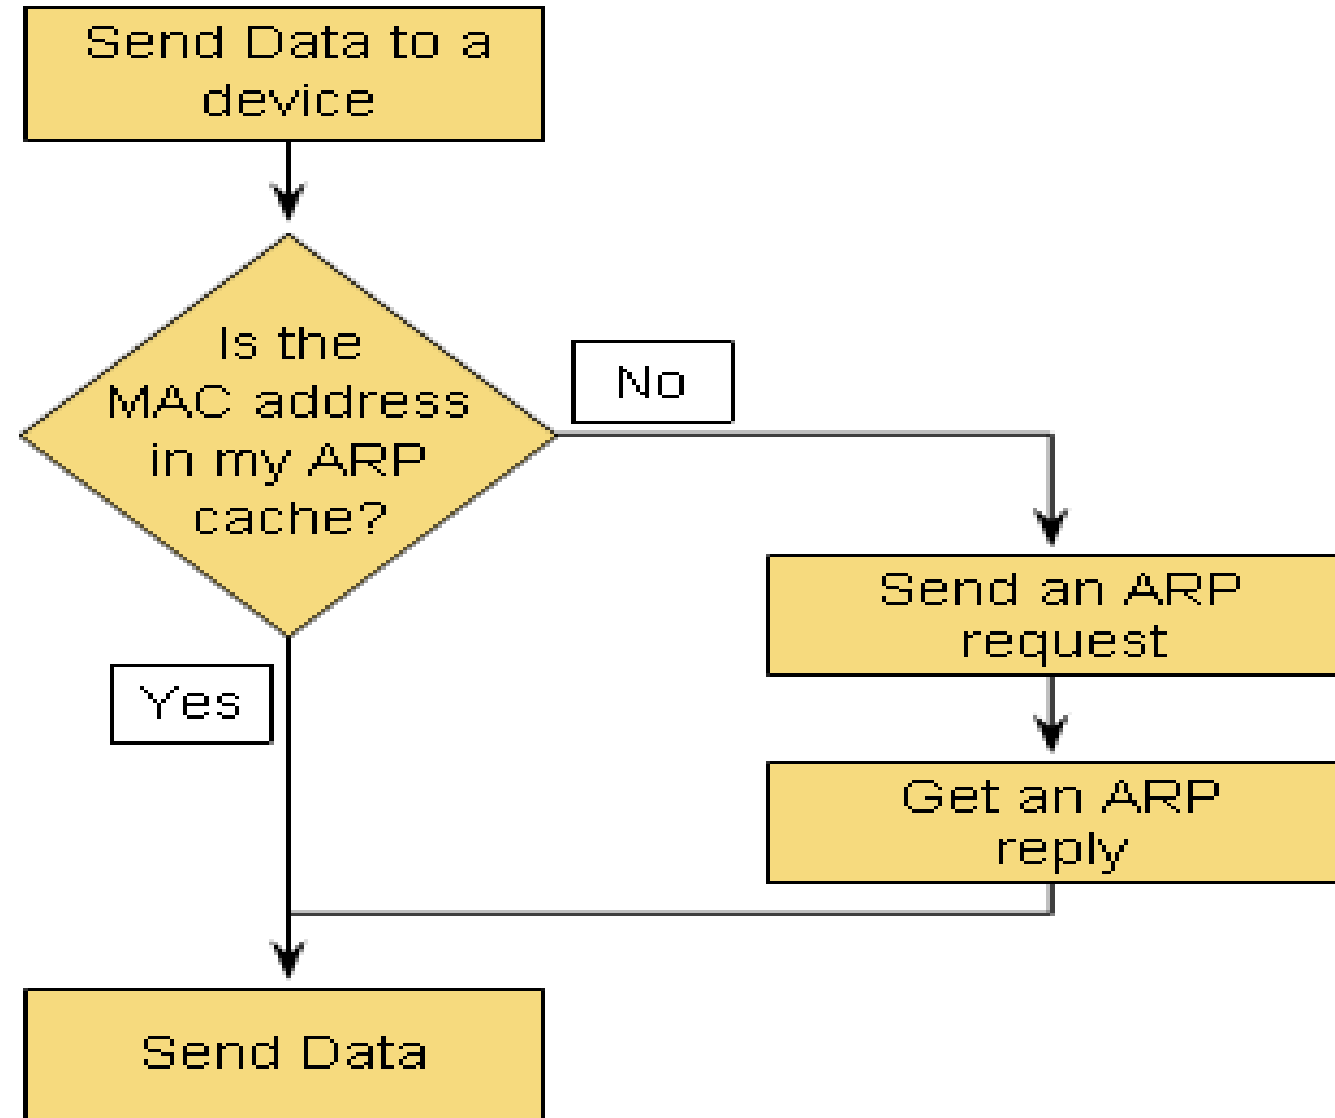 Send Data to a
device
Is the
MAC address
in my ARP
cache?
No
Yes
Send an ARP
request
Get an ARP
reply
Send Data